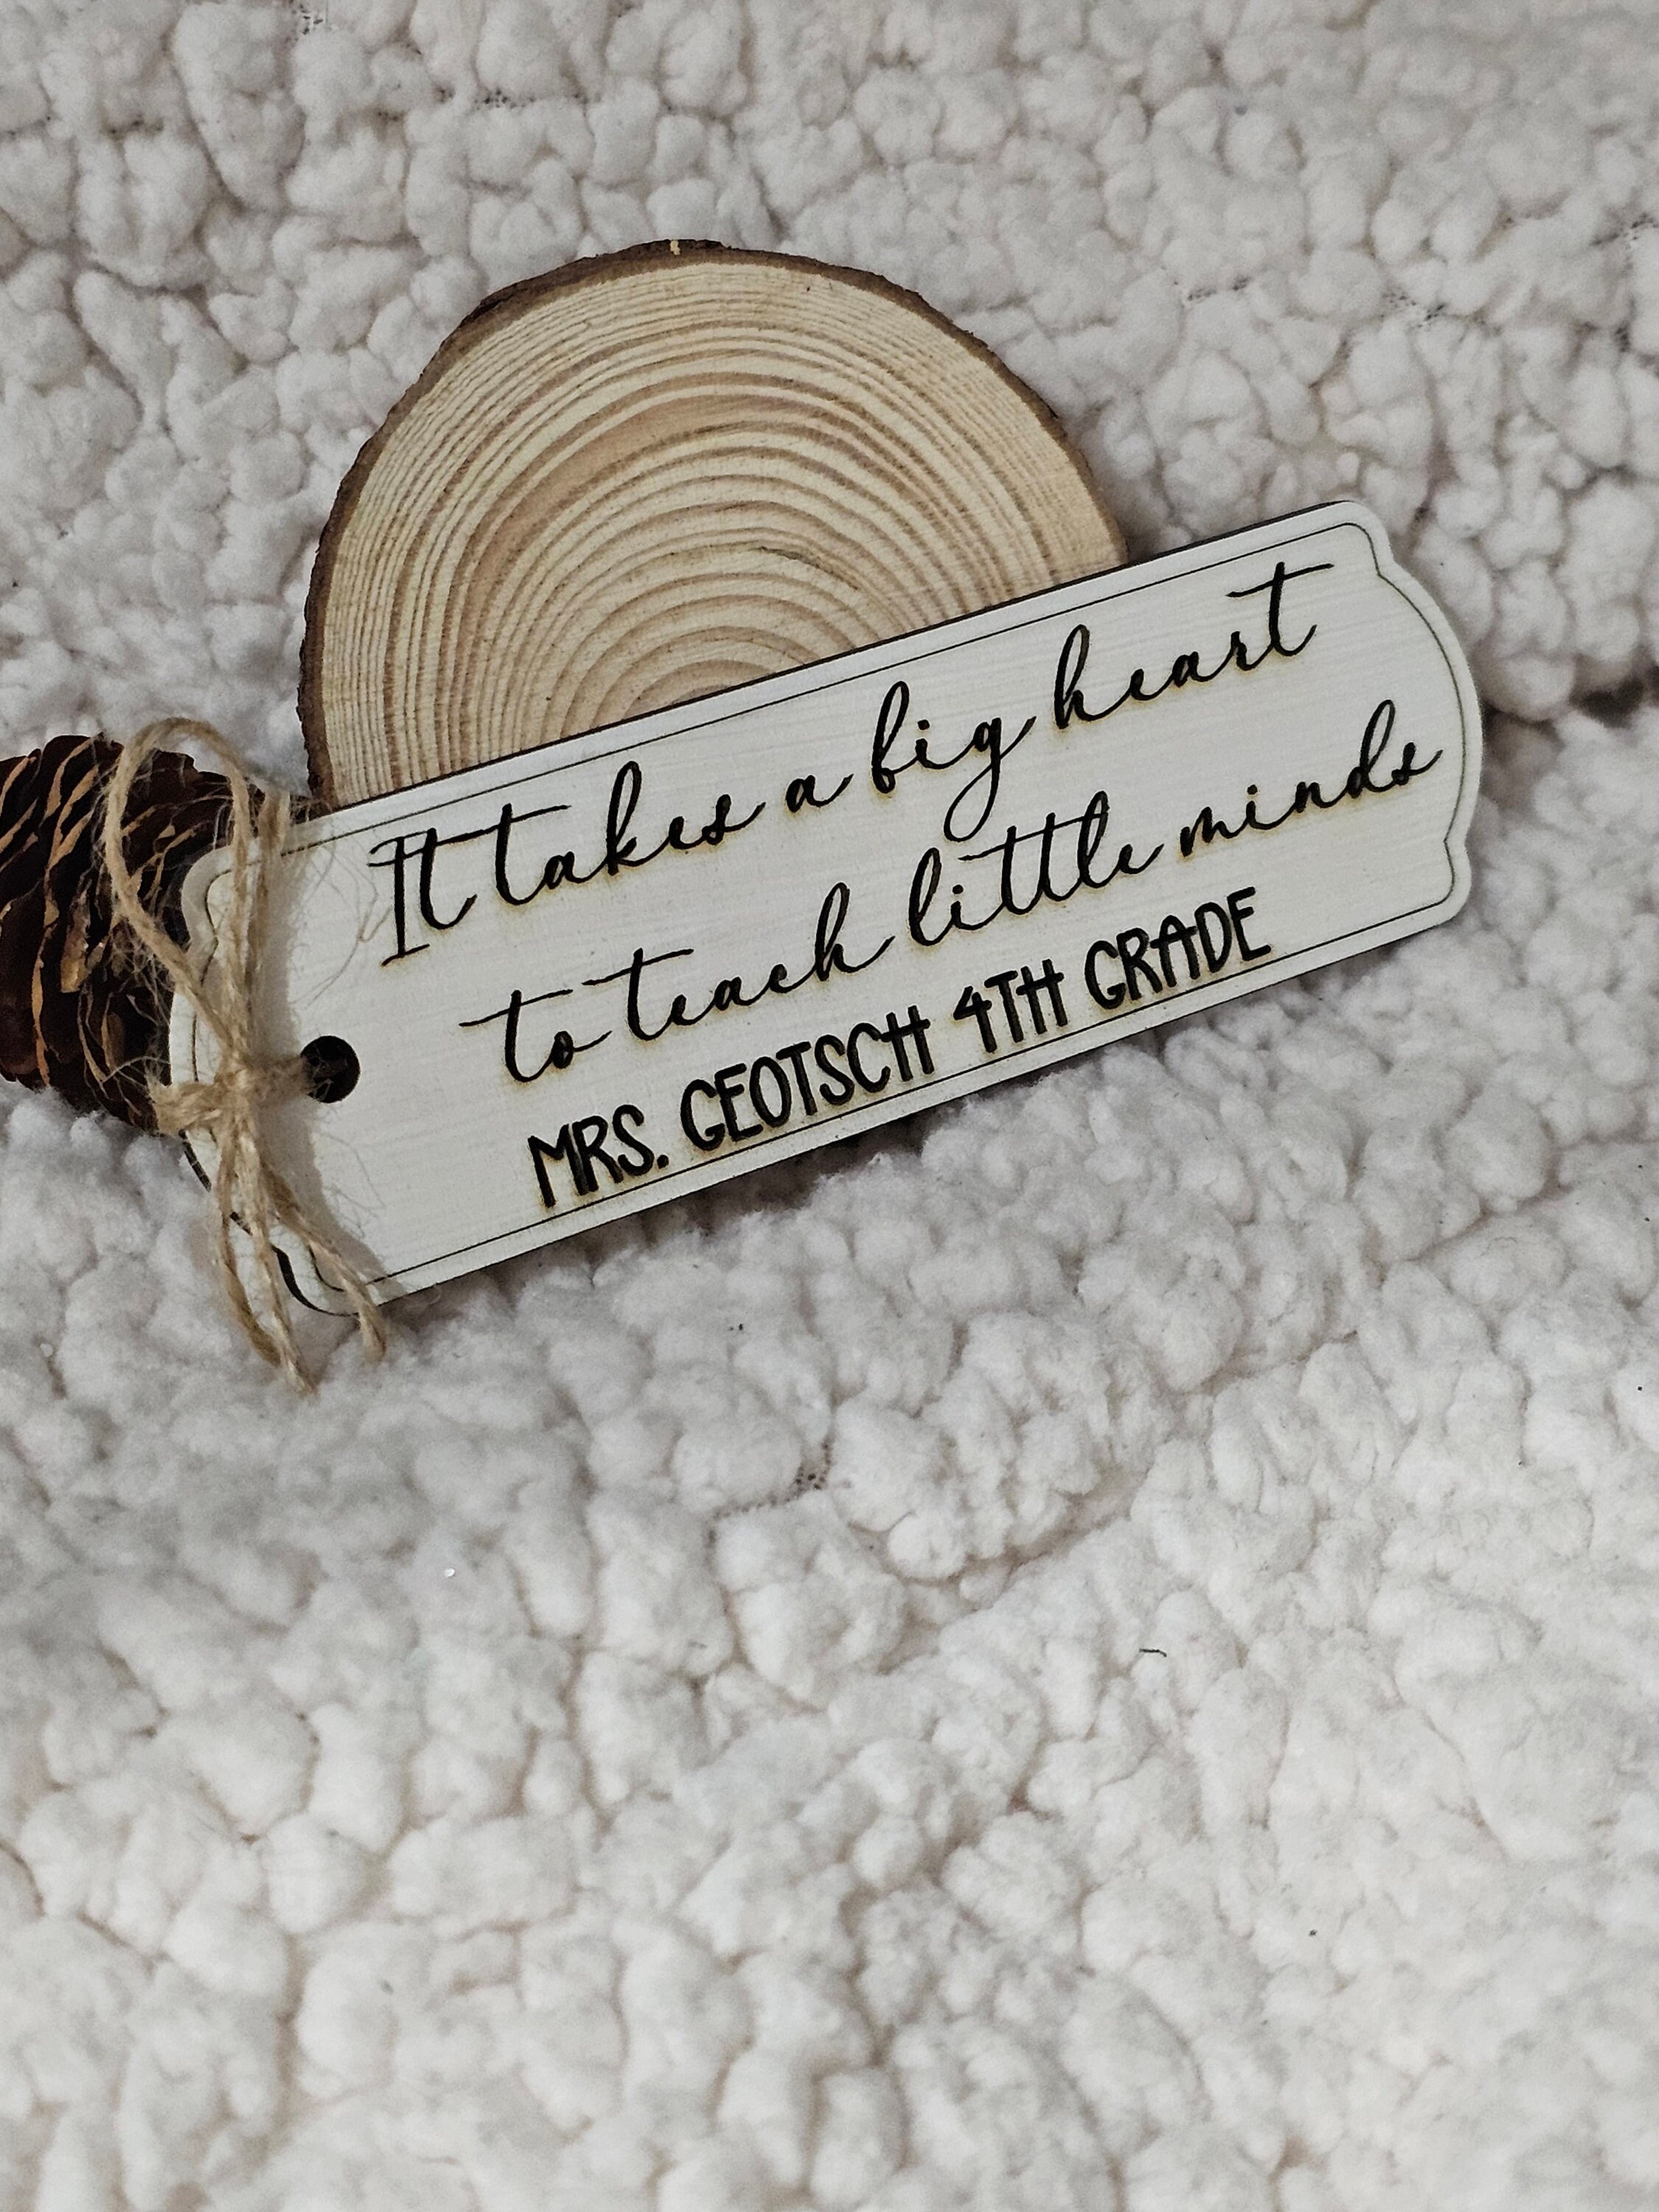 It takes a big heart
to teach little minds
MRS. GEOTSCH 4TH GRADE